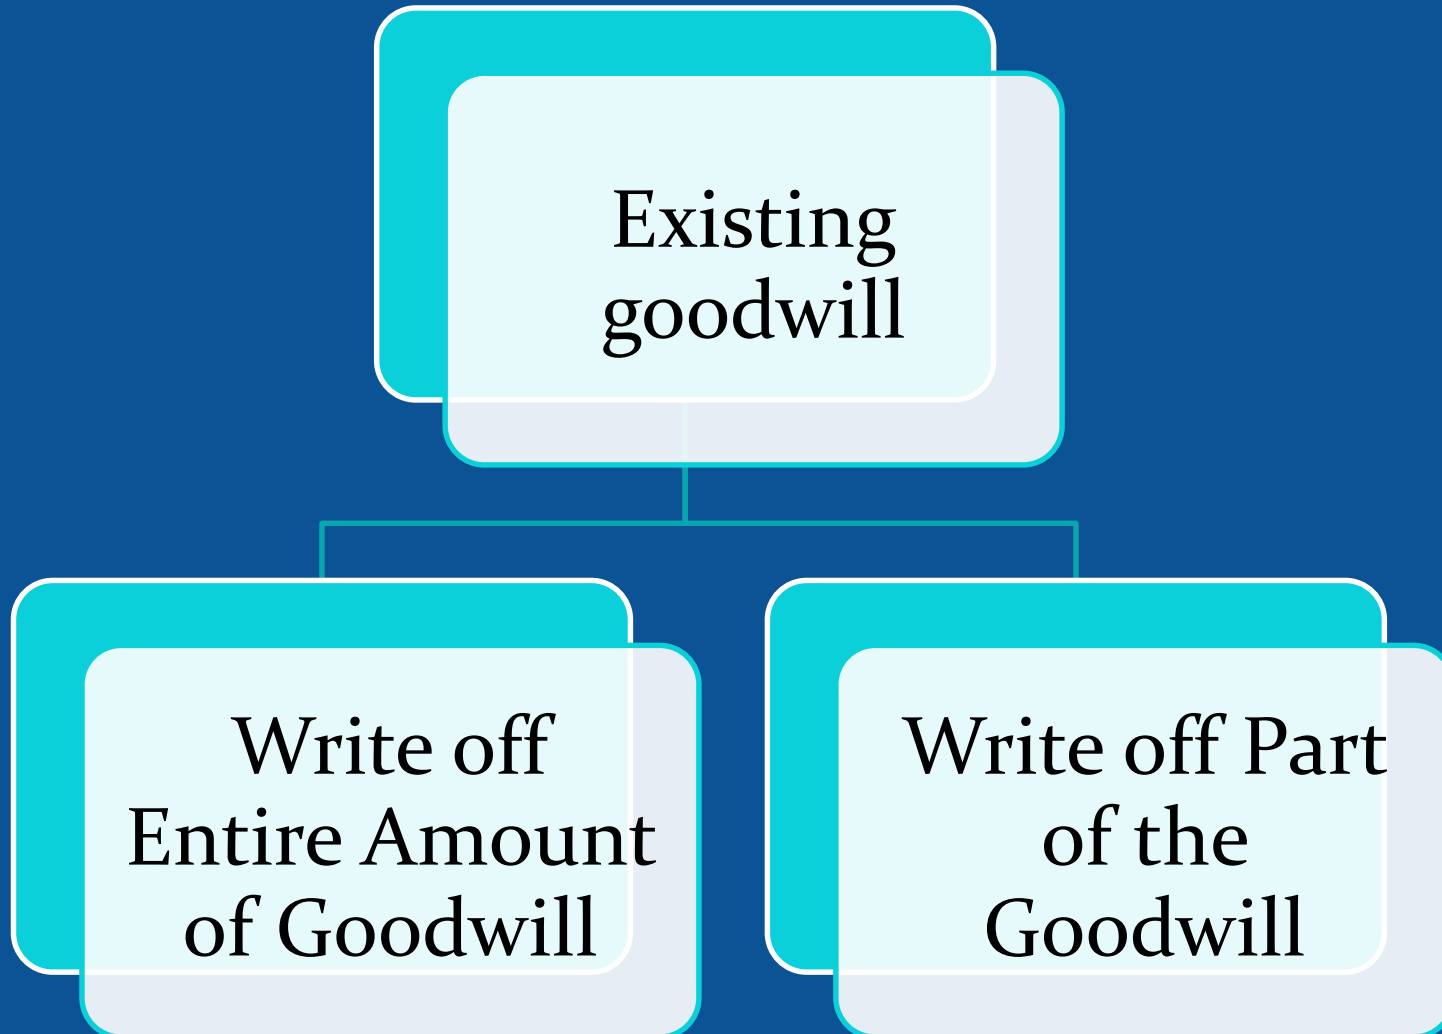 Existing
goodwill
Write off
Entire Amount
of Goodwill
Write off Part
of the
Goodwill